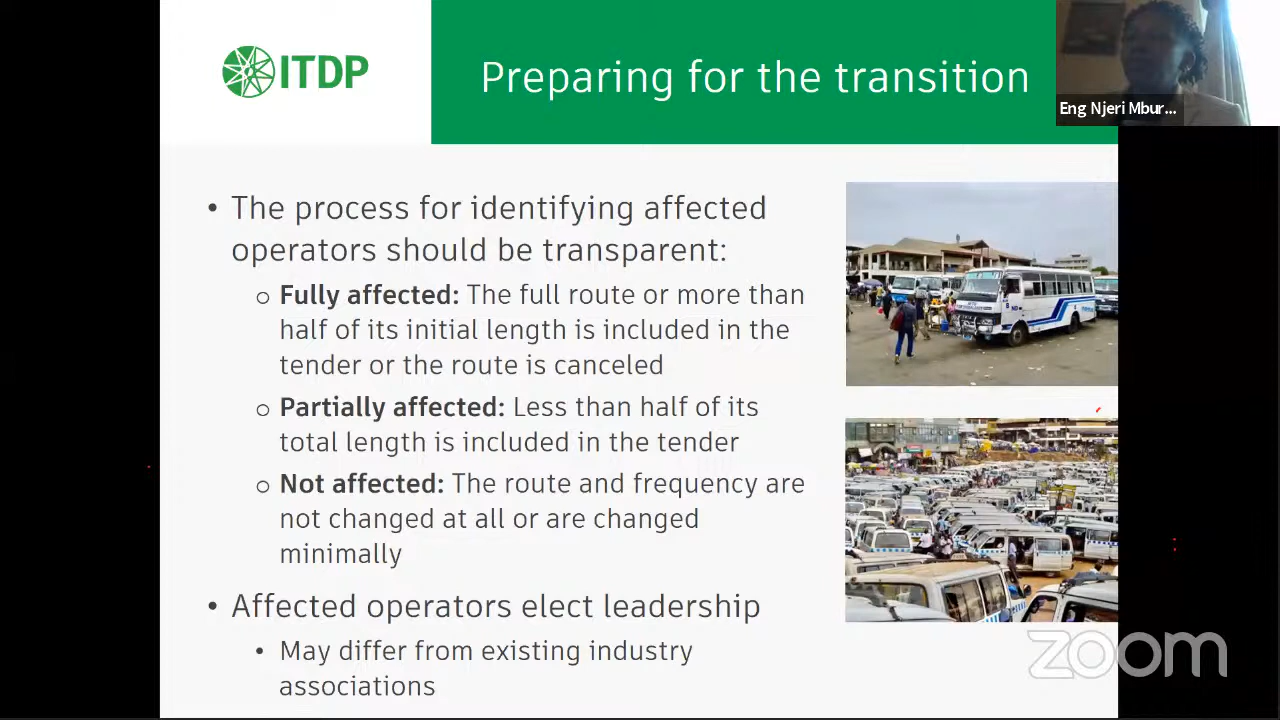 ITDP
Preparing for the transition
Eng Njeri Mbur...
• The process for identifying affected
operators should be transparent:
o Fully affected: The full route or more than
half of its initial length is included in the
tender or the route is canceled
o Partially affected: Less than half of its
total length is included in the tender
o Not affected: The route and frequency are
not changed at all or are changed
minimally
• Affected operators elect leadership
• May differ from existing industry
associations
zoom